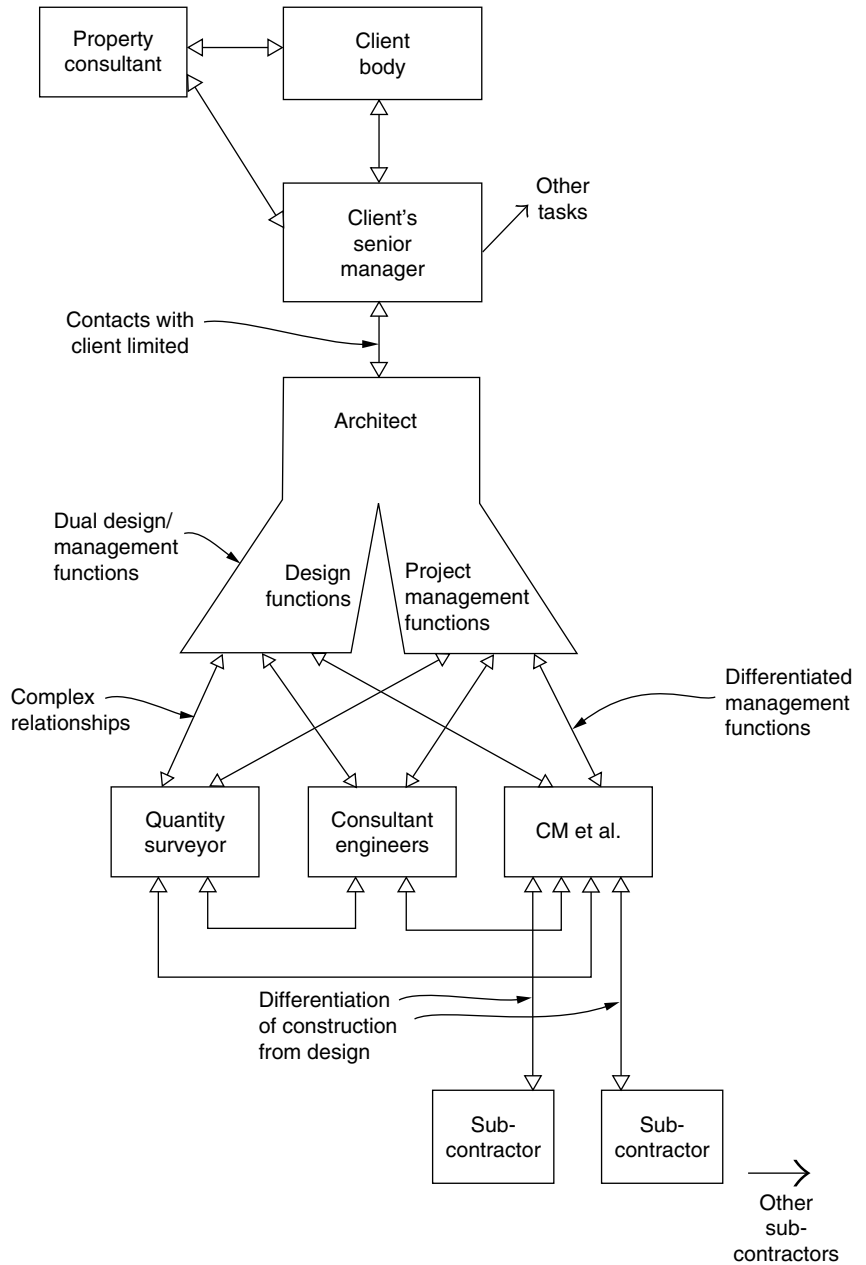 Property
consultant
Client
body
Client's
senior
manager
Other
tasks
Contacts with
client limited
Architect
Dual design/
management
functions
Design
functions
Project
management
functions
Complex
relationships
Differentiated
management
functions
Quantity
surveyor
Consultant
engineers
CM et al.
Differentiation
of construction
from design
Sub-
contractor
Sub-
contractor
Other
sub-
contractors